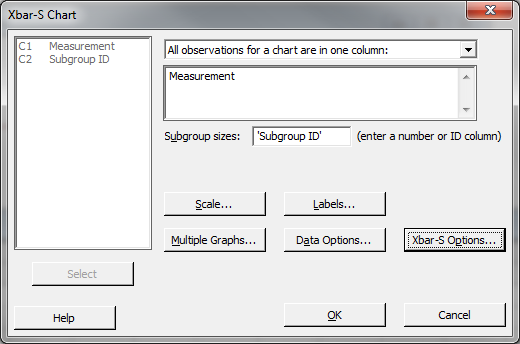 Xbar-S Chart
C1 Measurement
C2 Subgroup ID
All observations for a chart are in one column:
Measurement
Subgroup sizes: 'Subgroup ID' (enter a number or ID column)
Scale... Labels...
Multiple Graphs... Data Options... Xbar-S Options...
Select
Help OK Cancel